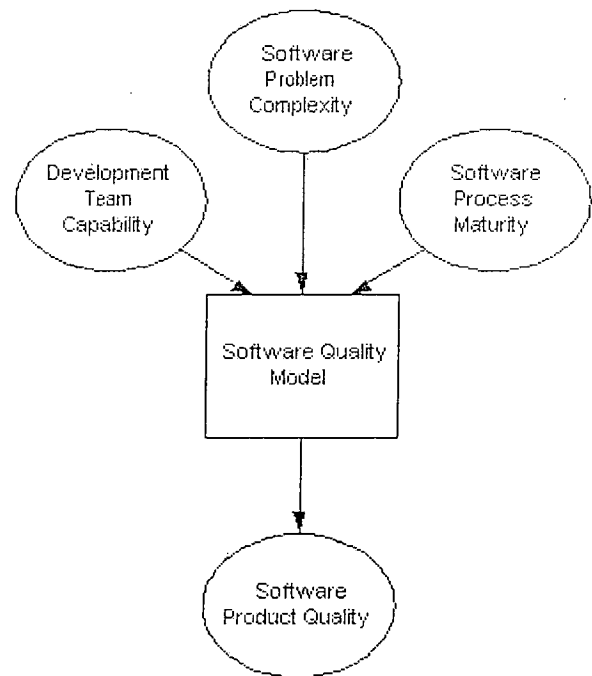 Software
Problem
Complexity
Development
Team
Capability
Software
Process
Maturity
Software Quality
Model
Software
Product Quality